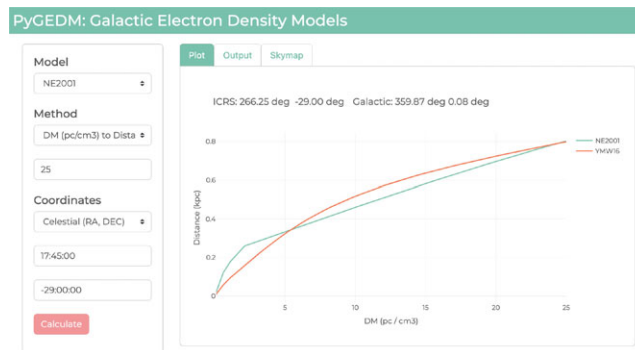 PyGEDM: Galactic Electron Density Models
Model
NE2001
Method
DM (pc/cm3) to Dista
25
Coordinates
Celestial (RA, DEC)
17:45:00
-29:00:00
Calculate
Plot Output Skymap
ICRS: 266.25 deg -29.00 deg Galactic: 359.87 deg 0.08 deg
NE2001
YMW16
Distance (kpc)
0.8
0.6
0.4
0.2
0
5 10 15 20 25
DM (pc / cm3)